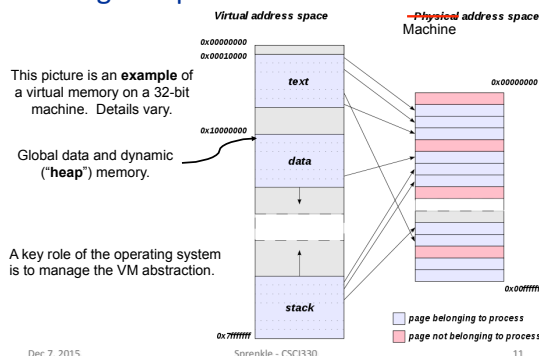 Virtual address space
Physical address space
Machine
0x00000000
0x00010000
text
0x10000000
data
stack
0x7fffffff
0x00000000
page belonging to process
page not belonging to process
This picture is an example of
a virtual memory on a 32-bit
machine. Details vary.
Global data and dynamic
(“heap”) memory.
A key role of the operating system
is to manage the VM abstraction.
Dec 7, 2015
Sprenkle - CSCI330
11